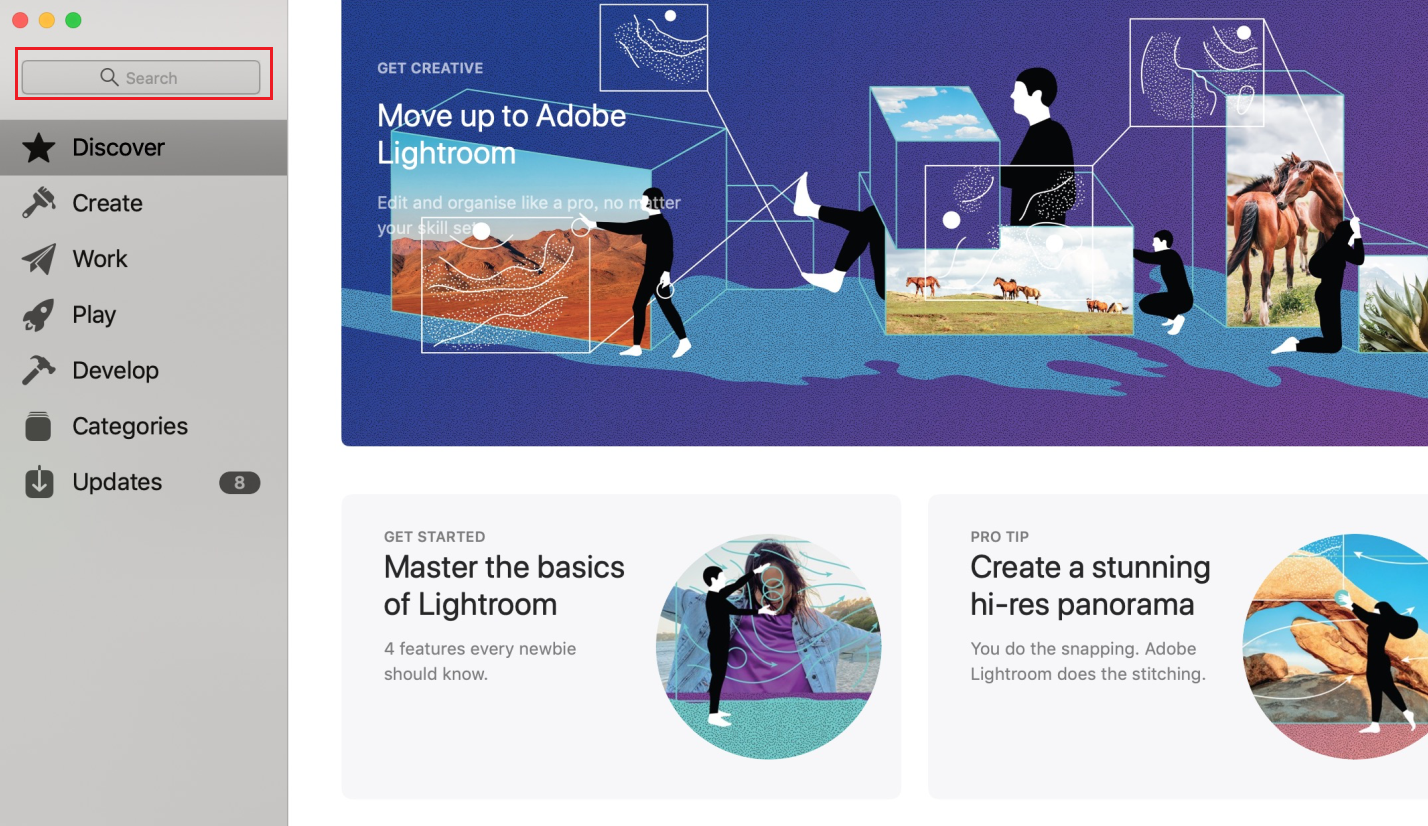 Search
Discover
Create
Work
Play
Develop
Categories
Updates
8
GET CREATIVE
Move up to Adobe
Lightroom
Edit and organise like a pro, no matter
your skill set.
GET STARTED
Master the basics
of Lightroom
4 features every newbie
should know.
PRO TIP
Create a stunning
hi-res panorama
You do the snapping. Adobe
Lightroom does the stitching.